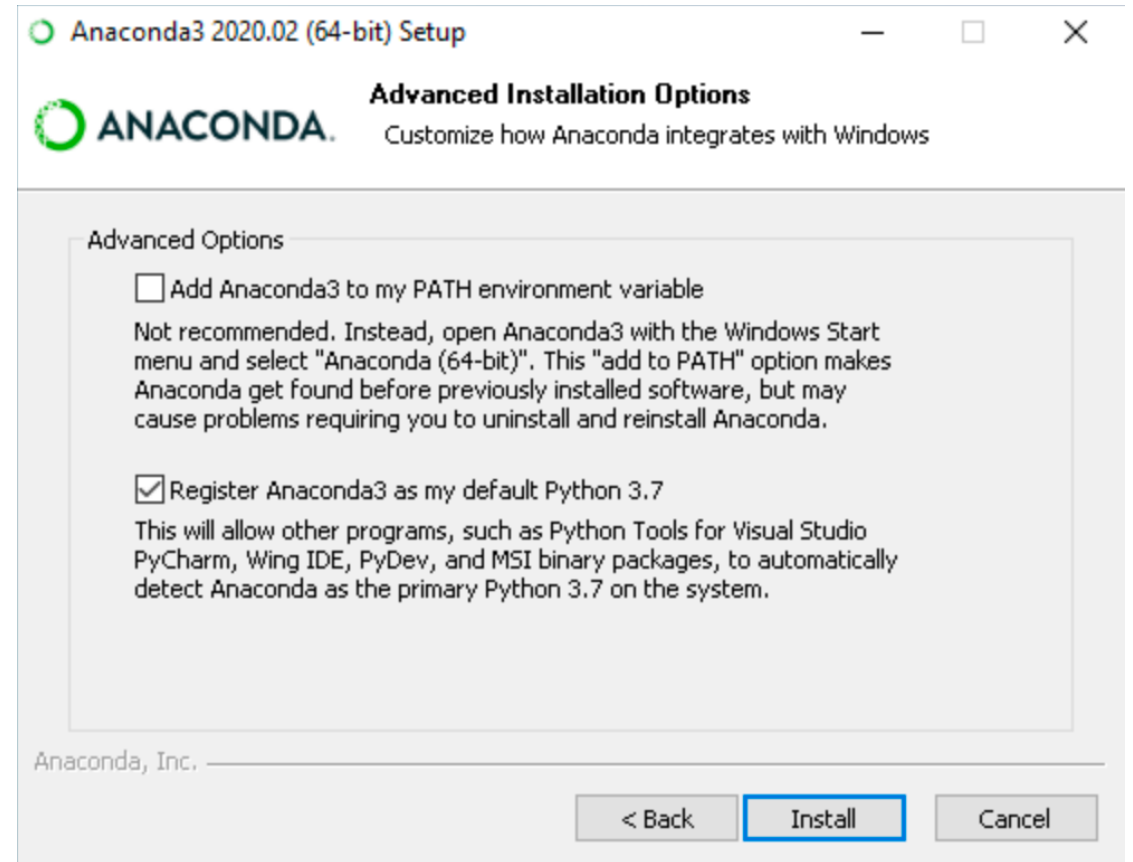 Anaconda3 2020.02 (64-bit) Setup
ANACONDA.
Advanced Installation Options
Customize how Anaconda integrates with Windows
Advanced Options
Add Anaconda3 to my PATH environment variable
Not recommended. Instead, open Anaconda3 with the Windows Start
menu and select "Anaconda (64-bit)". This "add to PATH" option makes
Anaconda get found before previously installed software, but may
cause problems requiring you to uninstall and reinstall Anaconda.
Register Anaconda3 as my default Python 3.7
This will allow other programs, such as Python Tools for Visual Studio
PyCharm, Wing IDE, PyDev, and MSI binary packages, to automatically
detect Anaconda as the primary Python 3.7 on the system.
Anaconda, Inc.
< Back Install Cancel